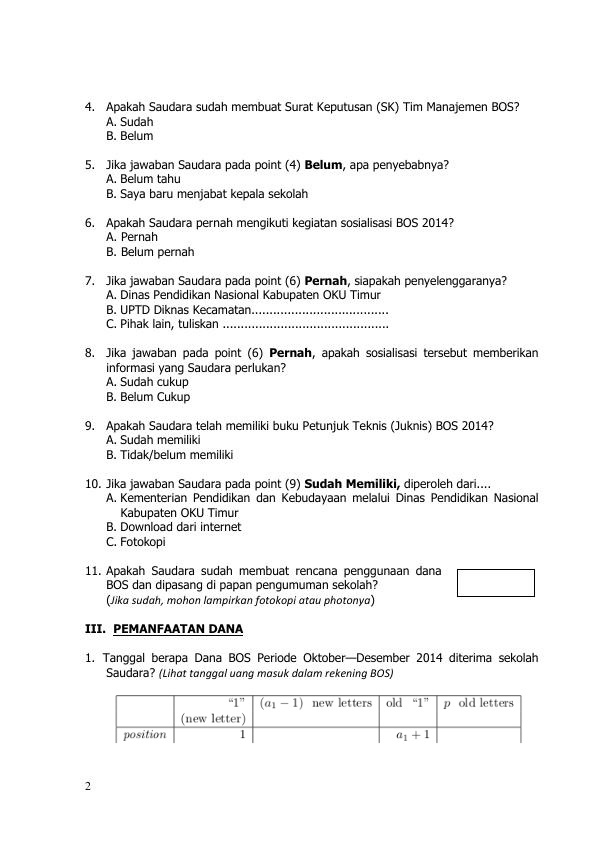 4. Apakah Saudara sudah membuat Surat Keputusan (SK) Tim Manajemen BOS?
A. Sudah
B. Belum
5. Jika jawaban Saudara pada point (4) Belum, apa penyebabnya?
A. Belum tahu
B. Saya baru menjabat kepala sekolah
6. Apakah Saudara pernah mengikuti kegiatan sosialisasi BOS 2014?
A. Pernah
B. Belum pernah
7. Jika jawaban Saudara pada point (6) Pernah, siapakah penyelenggaranya?
A. Dinas Pendidikan Nasional Kabupaten OKU Timur
B. UPTD Diknas Kecamatan......................................
C. Pihak lain, tuliskan ..............................................
8. Jika jawaban pada point (6) Pernah, apakah sosialisasi tersebut memberikan
informasi yang Saudara perlukan?
A. Sudah cukup
B. Belum Cukup
9. Apakah Saudara telah memiliki buku Petunjuk Teknis (Juknis) BOS 2014?
A. Sudah memiliki
B. Tidak/belum memiliki
10. Jika jawaban Saudara pada point (9) Sudah Memiliki, diperoleh dari....
A. Kementerian Pendidikan dan Kebudayaan melalui Dinas Pendidikan Nasional
Kabupaten OKU Timur
B. Download dari internet
C. Fotokopi
11. Apakah Saudara sudah membuat rencana penggunaan dana
BOS dan dipasang di papan pengumuman sekolah?
(Jika sudah, mohon lampirkan fotokopi atau photonya)
III. PEMANFAATAN DANA
1. Tanggal berapa Dana BOS Periode Oktober—Desember 2014 diterima sekolah
Saudara? (Lihat tanggal uang masuk dalam rekening BOS)
“1” (a₁ − 1) new letters old “1” p old letters
(new letter)
position 1 a₁ + 1
2